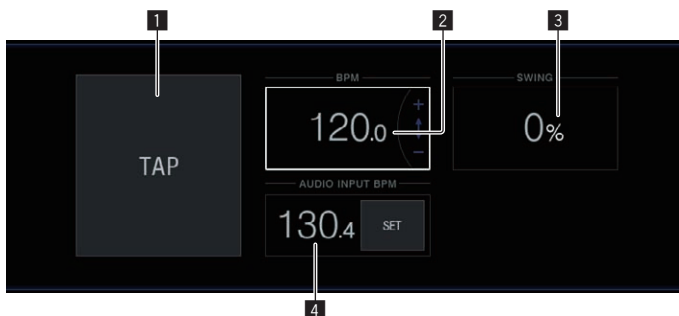 1
2
3
BPM
SWING
TAP
120.0
+
−
0%
AUDIO INPUT BPM
130.4
SET
4